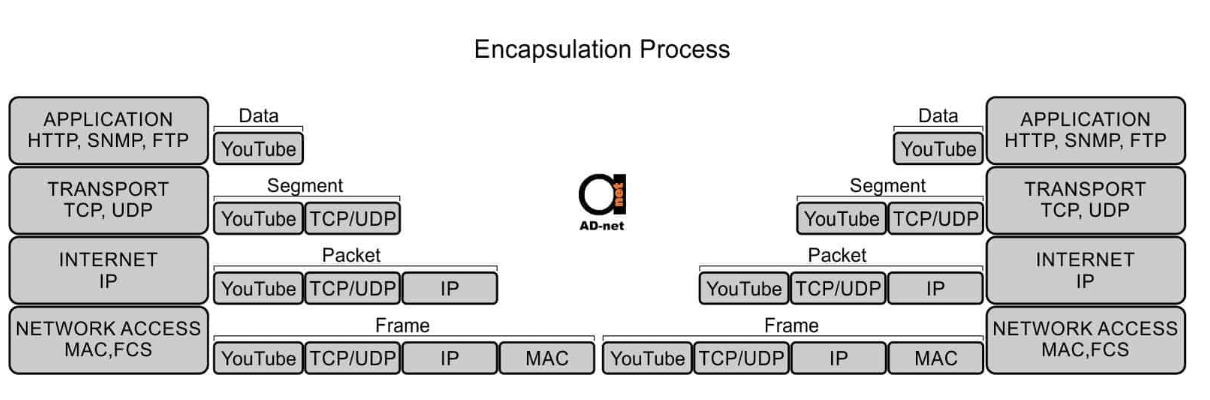 Encapsulation Process
APPLICATION
HTTP, SNMP, FTP
Data
YouTube
Data
YouTube
APPLICATION
HTTP, SNMP, FTP
TRANSPORT
TCP, UDP
Segment
YouTube TCP/UDP
a net
AD-net
Segment
YouTube TCP/UDP
TRANSPORT
TCP, UDP
INTERNET
IP
Packet
YouTube TCP/UDP IP
Packet
YouTube TCP/UDP IP
INTERNET
IP
NETWORK ACCESS
MAC,FCS
Frame
YouTube TCP/UDP IP MAC
Frame
YouTube TCP/UDP IP MAC
NETWORK ACCESS
MAC,FCS